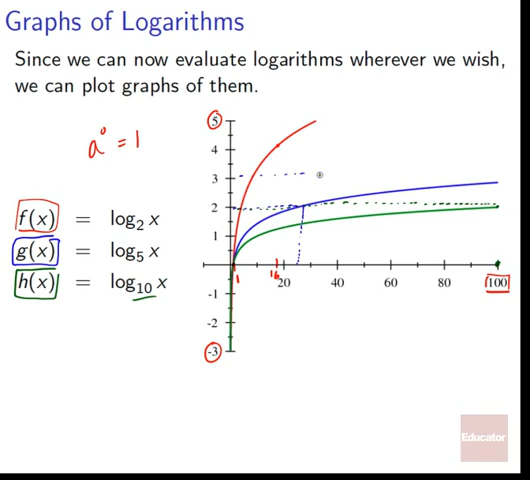 Graphs of Logarithms
Since we can now evaluate logarithms wherever we wish,
we can plot graphs of them.
a⁰ = 1
f(x) = log₂ x
g(x) = log₅ x
h(x) = log₁₀ x
5
4
3
2
1
-1
-2
-3
1
16
20
40
60
80
100
Educator